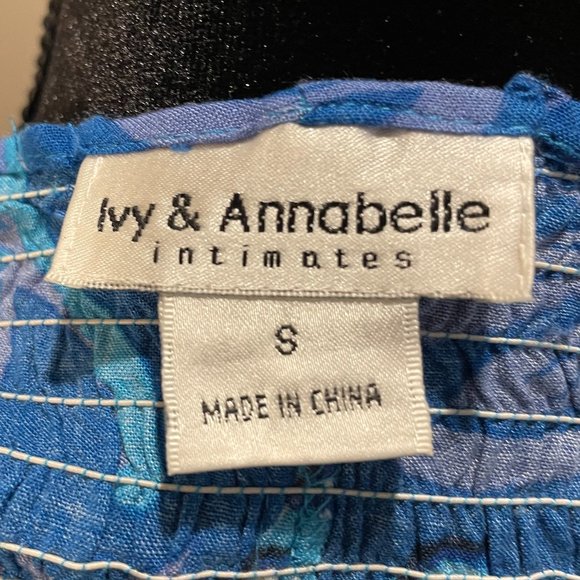 Ivy & Annabelle
intimates
S
MADE IN CHINA